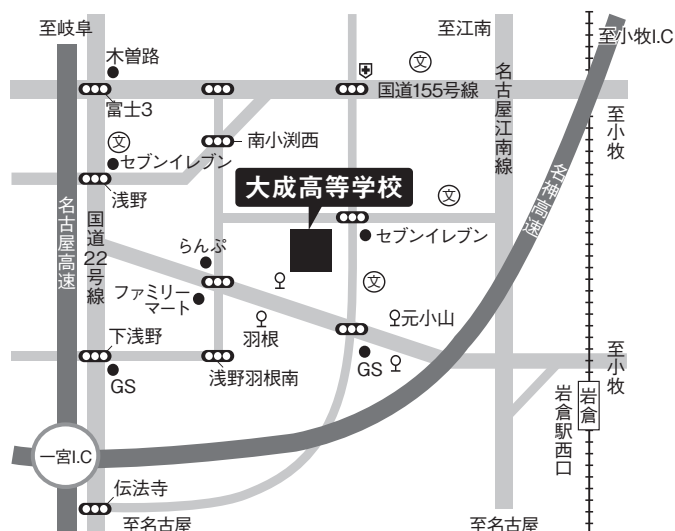 至岐阜
至江南
至小牧I.C
木曽路
文
国道155号線
富士3
名古屋江南線
至小牧
文
南小渕西
セブンイレブン
大成高等学校
文
浅野
名神高速
名古屋高速
国道22号線
セブンイレブン
らんぷ
文
ファミリー
マート
元小山
羽根
下浅野
浅野羽根南
GS
GS
至小牧
岩倉
岩倉駅西口
一宮I.C
伝法寺
至名古屋
至名古屋